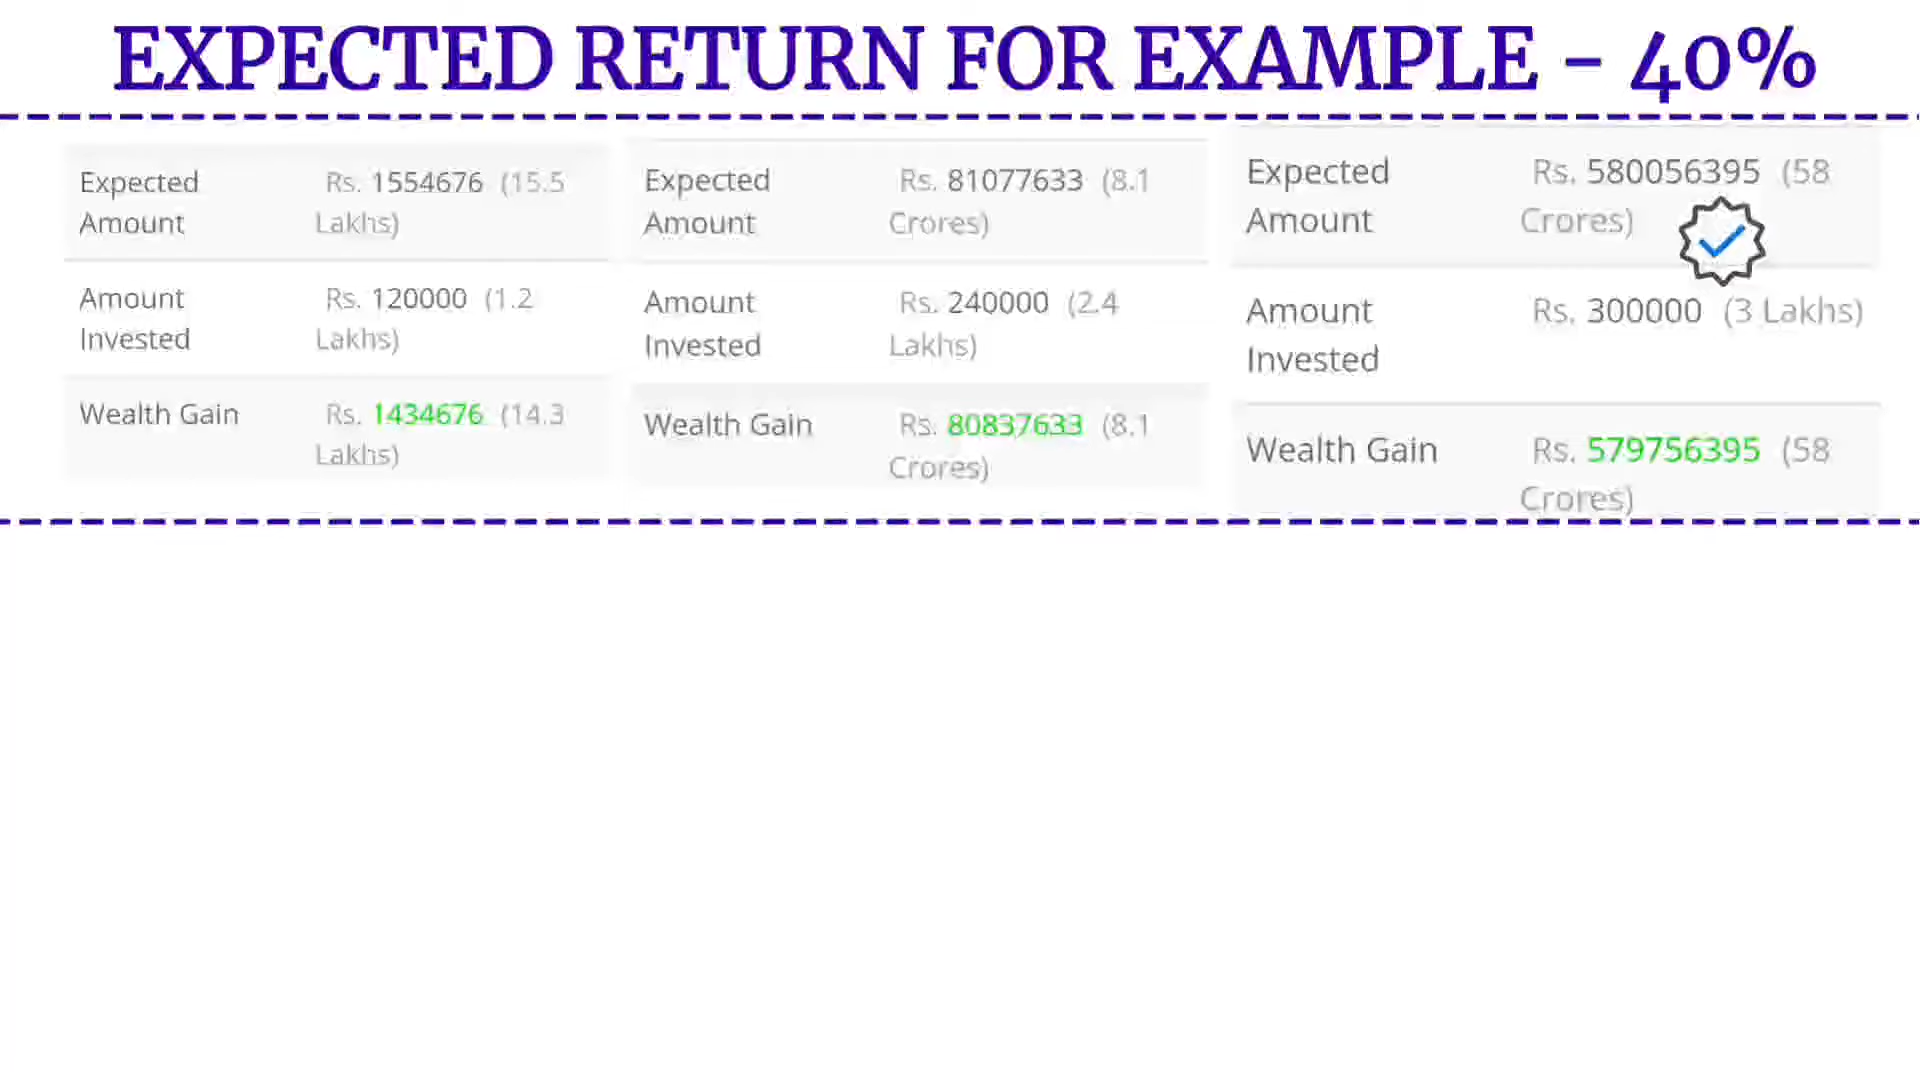 EXPECTED RETURN FOR EXAMPLE - 40%
Expected Rs. 1554676 (15.5
Amount Lakhs)
Amount Rs. 120000 (1.2
Invested Lakhs)
Wealth Gain Rs. 1434676 (14.3
Lakhs)
Expected Rs. 81077633 (8.1
Amount Crores)
Amount Rs. 240000 (2.4
Invested Lakhs)
Wealth Gain Rs. 80837633 (8.1
Crores)
Expected Rs. 580056395 (58
Amount Crores)
Amount Rs. 300000 (3 Lakhs)
Invested
Wealth Gain Rs. 579756395 (58
Crores)